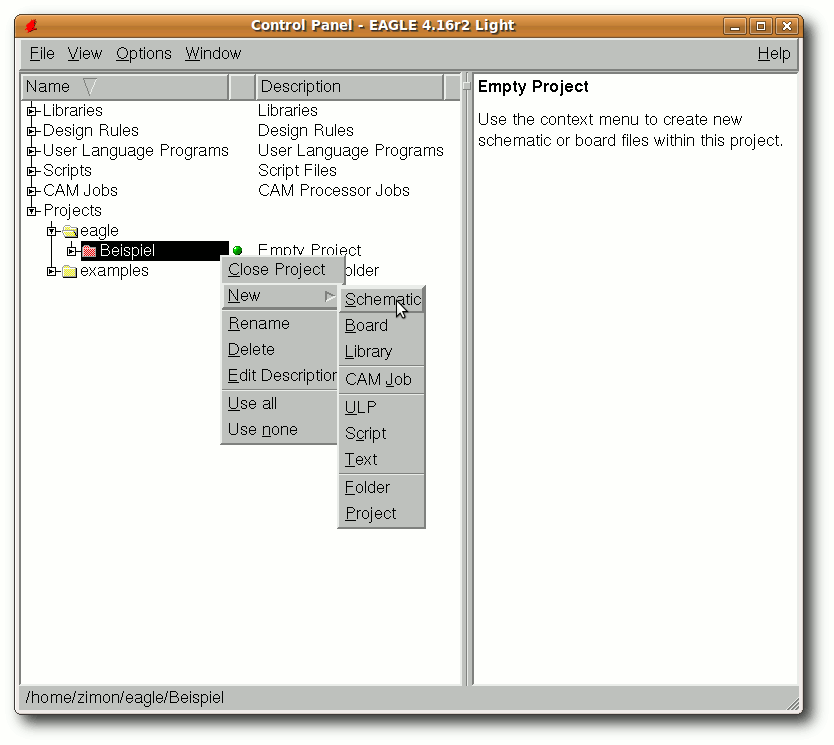 Control Panel - EAGLE 4.16r2 Light
File View Options Window Help
Name Description
Libraries Libraries
Design Rules Design Rules
User Language Programs User Language Programs
Scripts Script Files
CAM Jobs CAM Processor Jobs
Projects
eagle
Beispiel Empty Project
examples older
Close Project
New
Rename
Delete
Edit Description
Use all
Use none
Schematic
Board
Library
CAM Job
ULP
Script
Text
Folder
Project
Empty Project
Use the context menu to create new
schematic or board files within this project.
/home/zimon/eagle/Beispiel